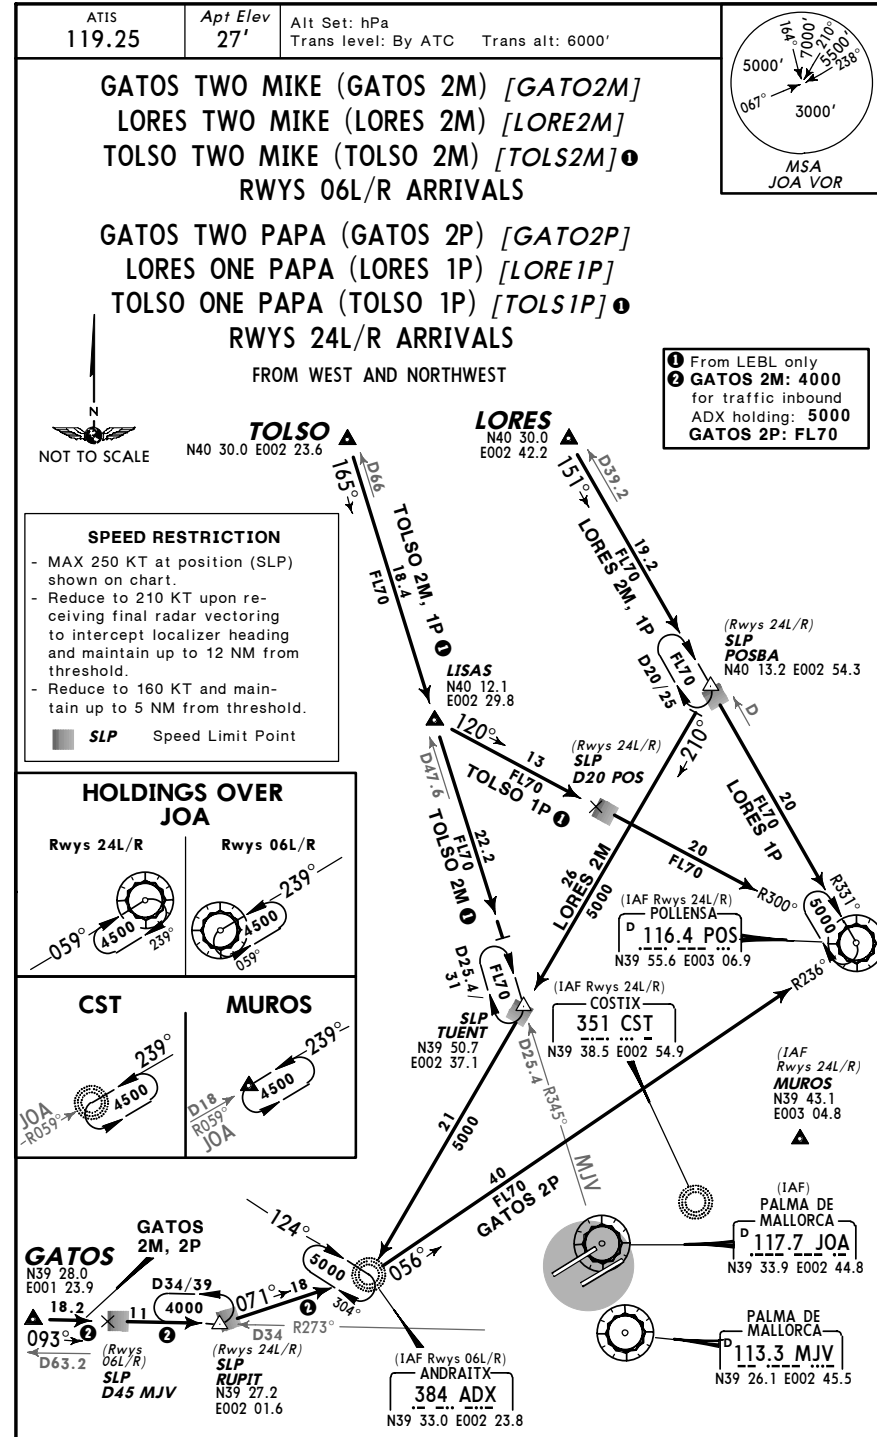 ATIS
119.25
Apt Elev
27'
Alt Set: hPa
Trans level: By ATC Trans alt: 6000'
164°
7000'
210°
5500'
238°
5000'
067°
3000'
MSA
JOA VOR
GATOS TWO MIKE (GATOS 2M) [GATO2M]
LORES TWO MIKE (LORES 2M) [LORE2M]
TOLSO TWO MIKE (TOLSO 2M) [TOLS2M] ❶
RWYS 06L/R ARRIVALS
GATOS TWO PAPA (GATOS 2P) [GATO2P]
LORES ONE PAPA (LORES 1P) [LORE1P]
TOLSO ONE PAPA (TOLSO 1P) [TOLS1P] ❶
RWYS 24L/R ARRIVALS
FROM WEST AND NORTHWEST
❶ From LEBL only
❷ GATOS 2M: 4000
for traffic inbound
ADX holding: 5000
GATOS 2P: FL70
N
NOT TO SCALE
TOLSO
N40 30.0 E002 23.6
LORES
N40 30.0
E002 42.2
165°
D66
TOLSO 2M, 1P ❶
18.4
FL70
151°
D39.2
19.2
FL70
LORES 2M, 1P
SPEED RESTRICTION
- MAX 250 KT at position (SLP)
shown on chart.
- Reduce to 210 KT upon re-
ceiving final radar vectoring
to intercept localizer heading
and maintain up to 12 NM from
threshold.
- Reduce to 160 KT and main-
tain up to 5 NM from threshold.
SLP Speed Limit Point
(Rwys 24L/R)
SLP
POSBA
N40 13.2 E002 54.3
FL70
D20/25
D
210°
LISAS
N40 12.1
E002 29.8
120°
13
FL70
TOLSO 1P ❶
(Rwys 24L/R)
SLP
D20 POS
20
FL70
R300°
20
FL70
LORES 1P
R331°
5000
R236°
D47.6
22.2
FL70
TOLSO 2M ❶
26
LORES 2M
5000
(IAF Rwys 24L/R)
POLLENSA
D 116.4 POS
N39 55.6 E003 06.9
HOLDINGS OVER
JOA
Rwys 24L/R
059°
4500
239°
Rwys 06L/R
239°
4500
059°
CST
239°
4500
JOA
R059°
MUROS
239°
4500
D18
R059°
JOA
D25.4/
31
FL70
SLP
TUENT
N39 50.7
E002 37.1
(IAF Rwys 24L/R)
COSTIX
351 CST
N39 38.5 E002 54.9
D25.4 R345°
MJV
(IAF
Rwys 24L/R)
MUROS
N39 43.1
E003 04.8
21
5000
40
FL70
GATOS 2P
(IAF)
PALMA DE
MALLORCA
D 117.7 JOA
N39 33.9 E002 44.8
PALMA DE
MALLORCA
D 113.3 MJV
N39 26.1 E002 45.5
124°
5000
304°
056°
GATOS
N39 28.0
E001 23.9
GATOS
2M, 2P
18.2
093° ❷
D63.2
11
❷
(Rwys
06L/R)
SLP
D45 MJV
D34/39
4000
071°
18
❷
D34 R273°
(Rwys 24L/R)
SLP
RUPIT
N39 27.2
E002 01.6
(IAF Rwys 06L/R)
ANDRAITX
384 ADX
N39 33.0 E002 23.8